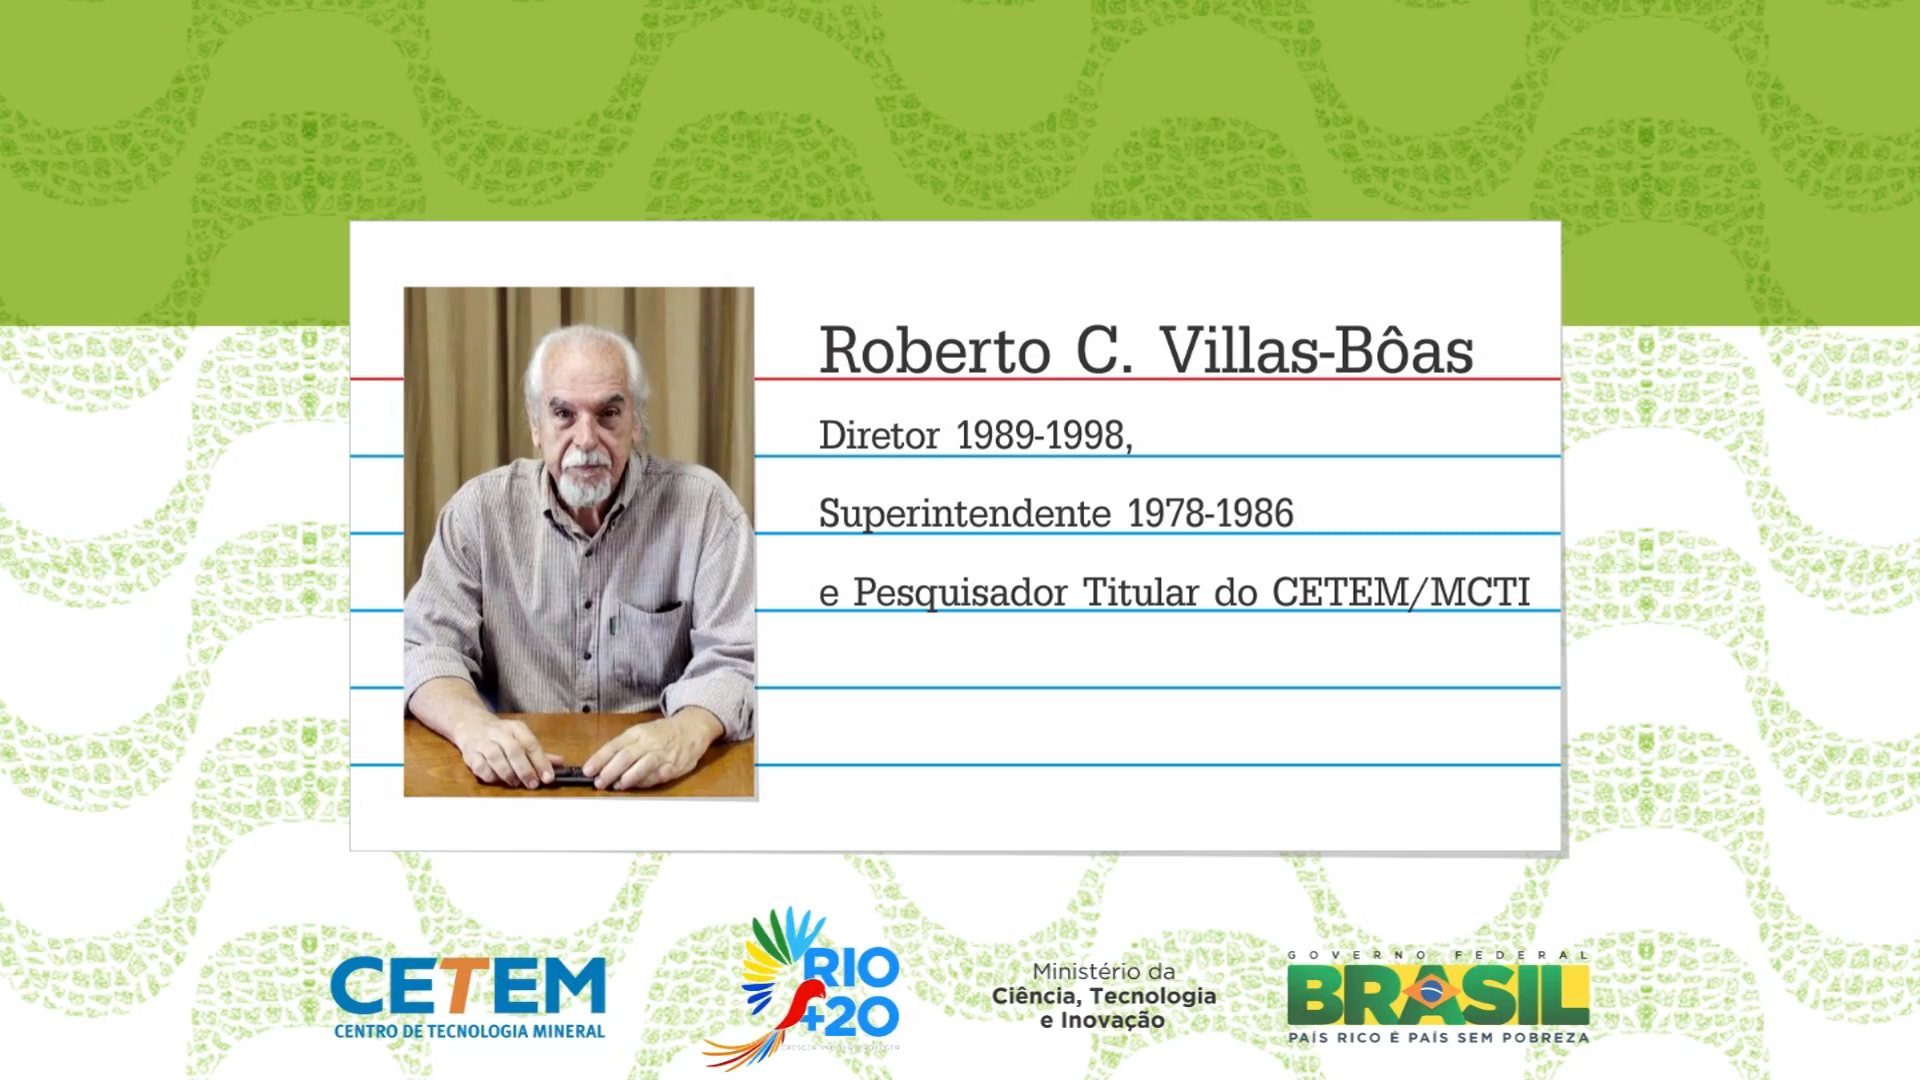 Roberto C. Villas-Bôas
Diretor 1989-1998,
Superintendente 1978-1986
e Pesquisador Titular do CETEM/MCTI
CETEM
CENTRO DE TECNOLOGIA MINERAL
RIO
+20
Ministério da
Ciência, Tecnologia
e Inovação
GOVERNO FEDERAL
BRASIL
PAÍS RICO É PAÍS SEM POBREZA